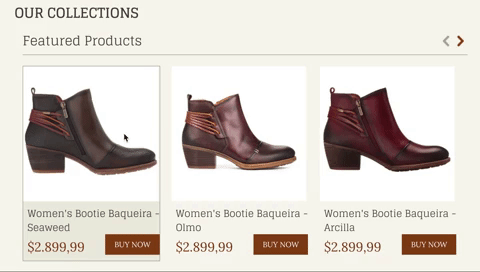 OUR COLLECTIONS
Featured Products
Women's Bootie Baqueira -
Seaweed
$2.899,99
BUY NOW
Women's Bootie Baqueira -
Olmo
$2.899,99
BUY NOW
Women's Bootie Baqueira -
Arcilla
$2.899,99
BUY NOW